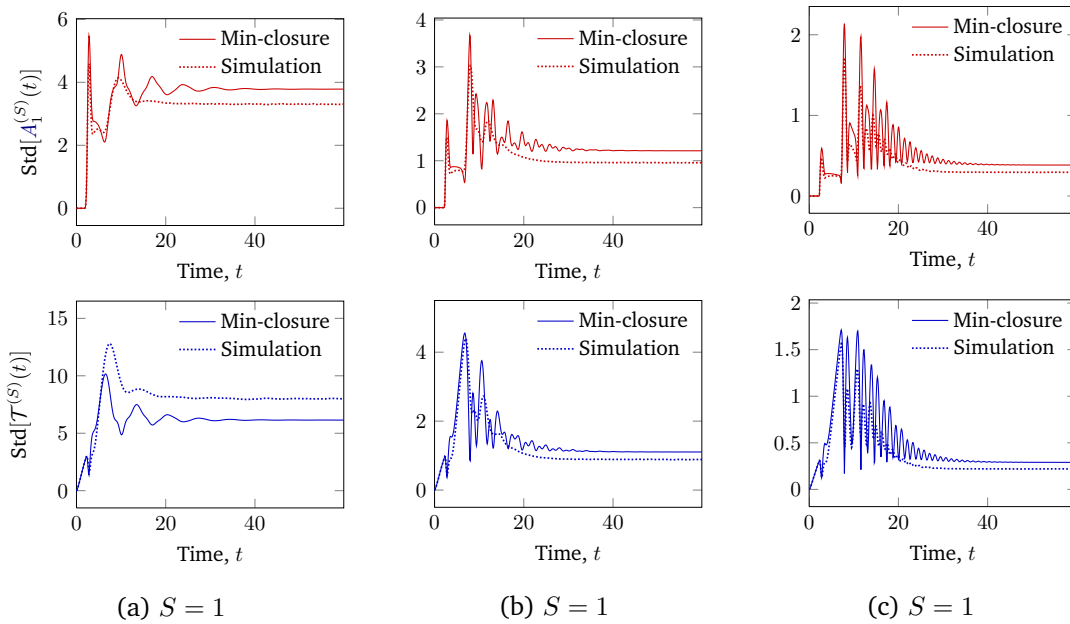 Std[A₁⁽ˢ⁾(t)]
6
4
2
0
0 20 40
Time, t
Min-closure
Simulation
4
3
2
1
0
0 20 40
Time, t
Min-closure
Simulation
2
1
0
0 20 40
Time, t
Min-closure
Simulation
Std[𝒯⁽ˢ⁾(t)]
15
10
5
0
0 20 40
Time, t
Min-closure
Simulation
4
2
0
0 20 40
Time, t
Min-closure
Simulation
2
1.5
1
0.5
0
0 20 40
Time, t
Min-closure
Simulation
(a) S = 1
(b) S = 1
(c) S = 1